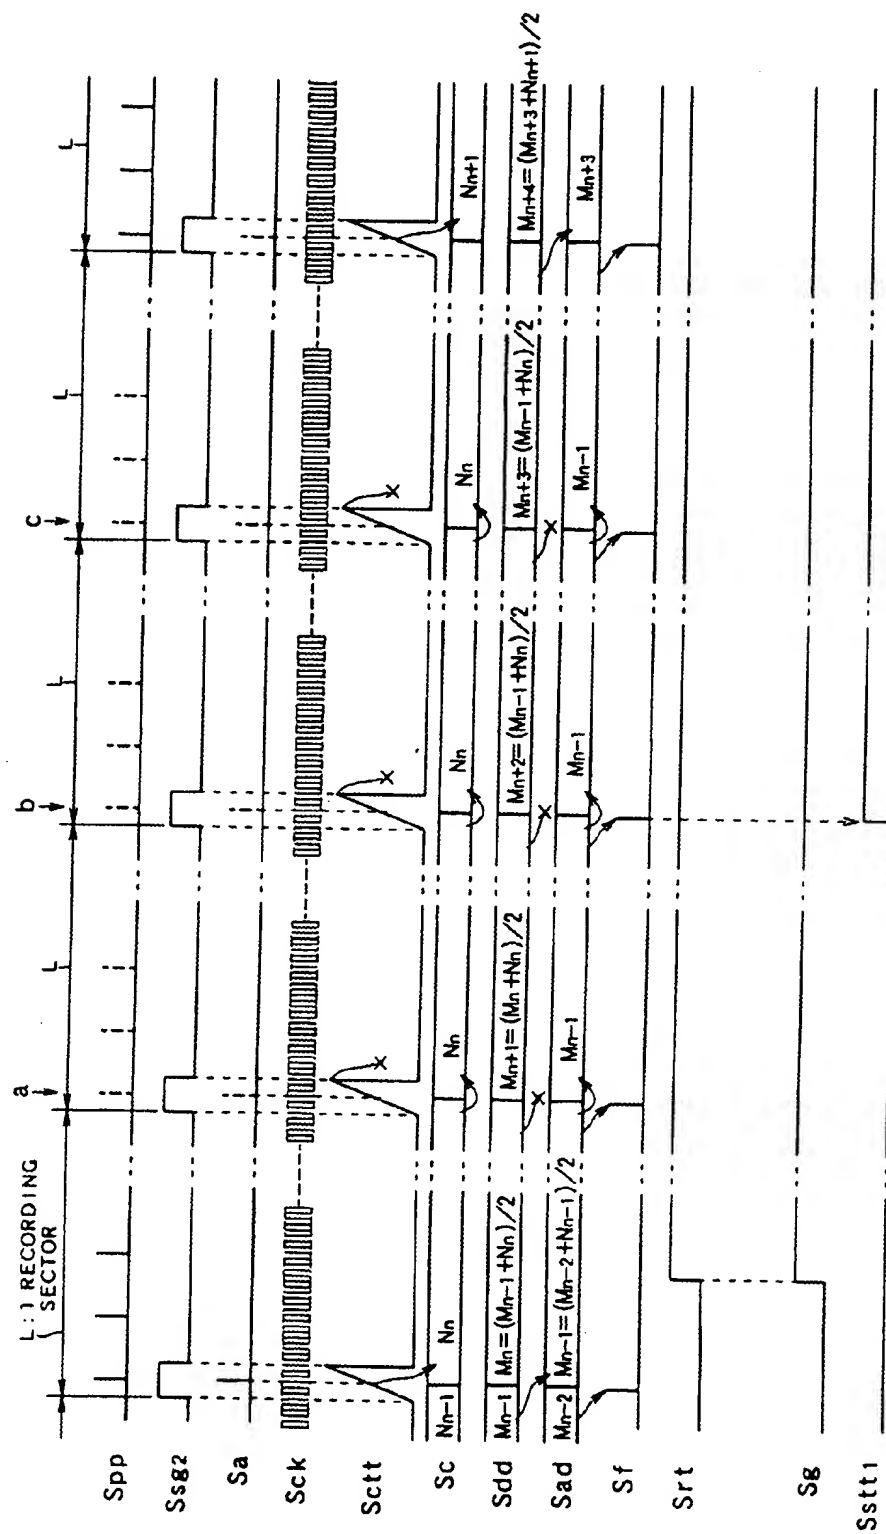 L : 1 RECORDING
SECTOR
a
L
b
L
c
L
L
Spp
Ssg2
Sa
Sck
Sctt
Sc
Nn-1
Nn
Nn
Nn
Nn
Nn+1
Sdd
Mn-1
Mn=(Mn-1+Nn)/2
Mn+1=(Mn+Nn)/2
Mn+2=(Mn-1+Nn)/2
Mn+3=(Mn-1+Nn)/2
Mn+4=(Mn+3+Nn+1)/2
Sad
Mn-2
Mn-1=(Mn-2+Nn-1)/2
Mn-1
Mn-1
Mn-1
Mn+3
Sf
Srt
Sg
Sstt1